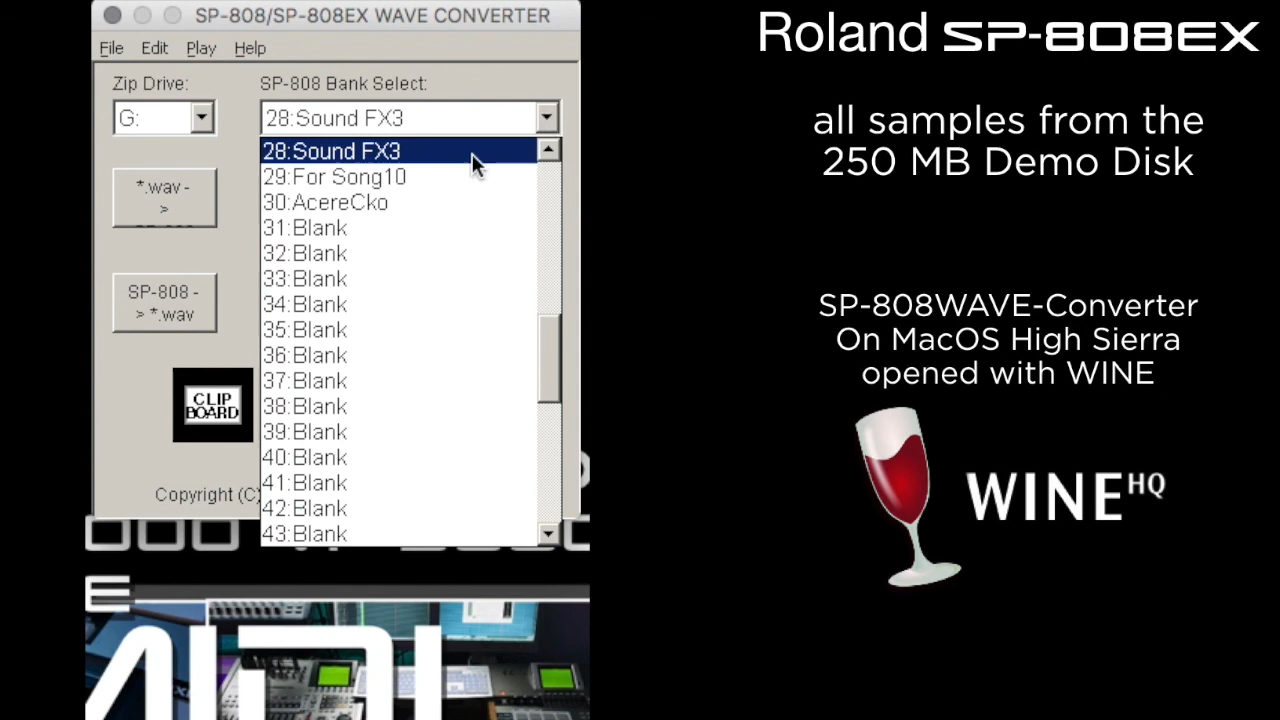 SP-808/SP-808EX WAVE CONVERTER
File Edit Play Help
Zip Drive:
SP-808 Bank Select:
G:
28:Sound FX3
28:Sound FX3
29:For Song10
30:AcereCko
31:Blank
32:Blank
33:Blank
34:Blank
35:Blank
36:Blank
37:Blank
38:Blank
39:Blank
40:Blank
41:Blank
42:Blank
43:Blank
*.wav -
>
SP-808 -
> *.wav
CLIP
BOARD
Copyright (C)
E
MIDI
Roland SP-808EX
all samples from the
250 MB Demo Disk
SP-808WAVE-Converter
On MacOS High Sierra
opened with WINE
WINEHQ